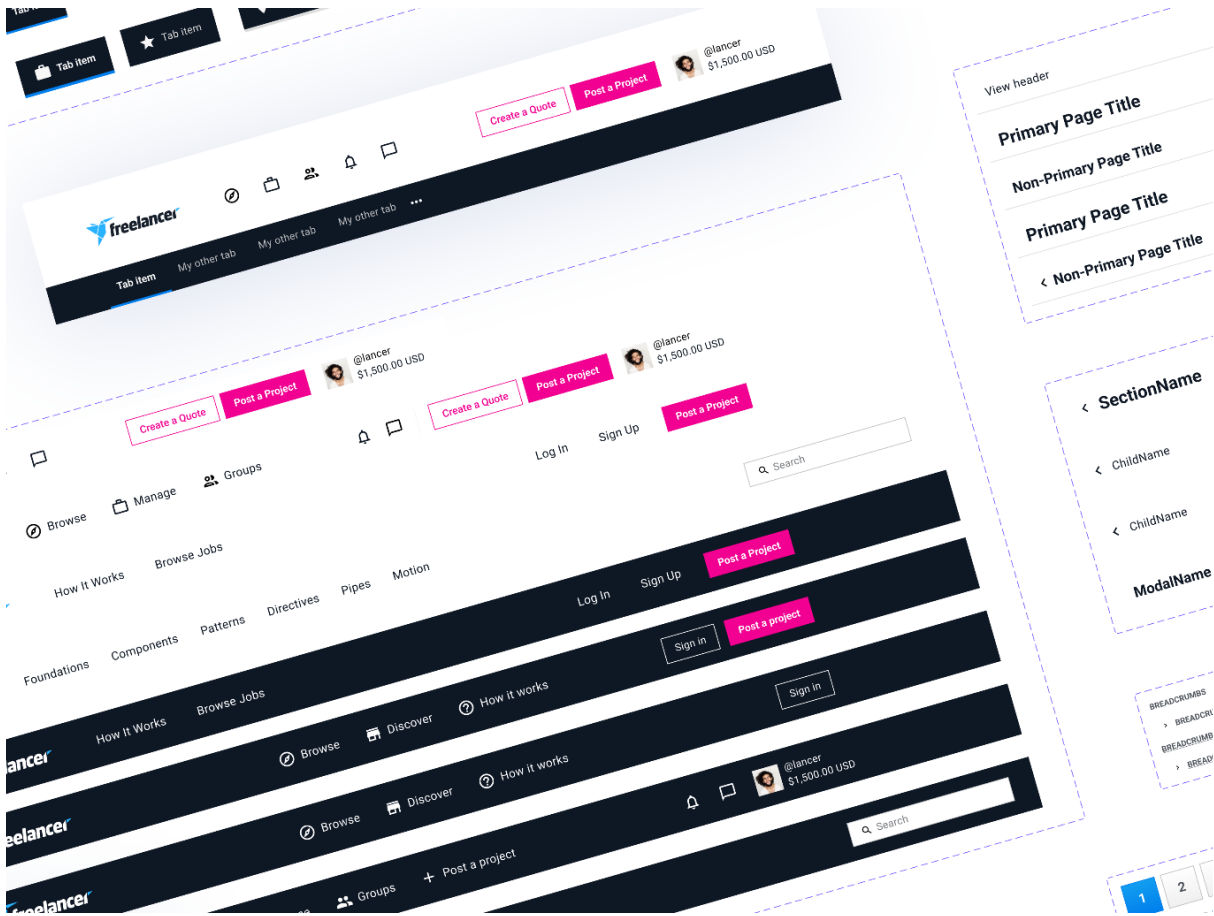 Tab item
Tab item
Tab item
@lancer
$1,500.00 USD
Create a Quote
Post a Project
freelancer
Tab item
My other tab
My other tab
My other tab
@lancer
$1,500.00 USD
Create a Quote
Post a Project
@lancer
$1,500.00 USD
Create a Quote
Post a Project
Browse
Manage
Groups
Log In
Sign Up
Post a Project
How It Works
Browse Jobs
Search
Foundations
Components
Patterns
Directives
Pipes
Motion
ancer
How It Works
Browse Jobs
Log In
Sign Up
Post a Project
eelancer
Browse
Discover
How it works
Sign in
Post a project
freelancer
Browse
Discover
How it works
Sign in
Groups
+ Post a project
@lancer
$1,500.00 USD
Search
View header
Primary Page Title
Non-Primary Page Title
Primary Page Title
Non-Primary Page Title
SectionName
ChildName
ChildName
ModalName
BREADCRUMBS
1
2